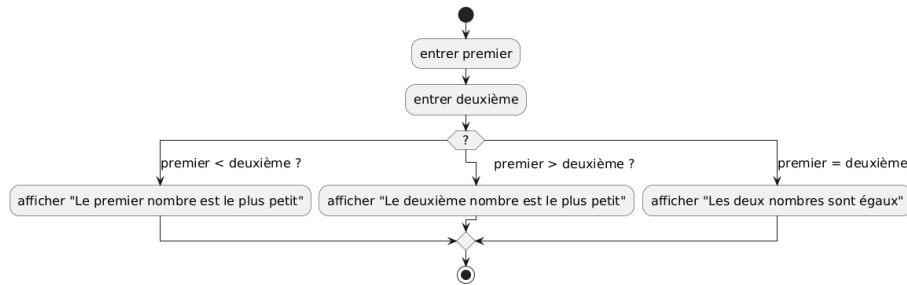 entrer premier
entrer deuxième
?
premier < deuxième ?
premier > deuxième ?
premier = deuxième
afficher "Le premier nombre est le plus petit"
afficher "Le deuxième nombre est le plus petit"
afficher "Les deux nombres sont égaux"